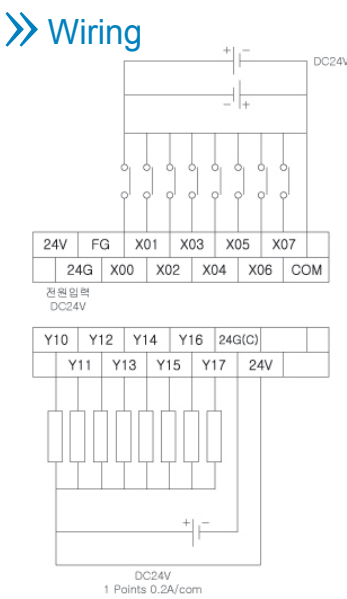 Wiring
+ −
DC24V
− +
24V FG X01 X03 X05 X07
24G X00 X02 X04 X06 COM
전원입력
DC24V
Y10 Y12 Y14 Y16 24G(C)
Y11 Y13 Y15 Y17 24V
+ −
DC24V
1 Points 0.2A/com